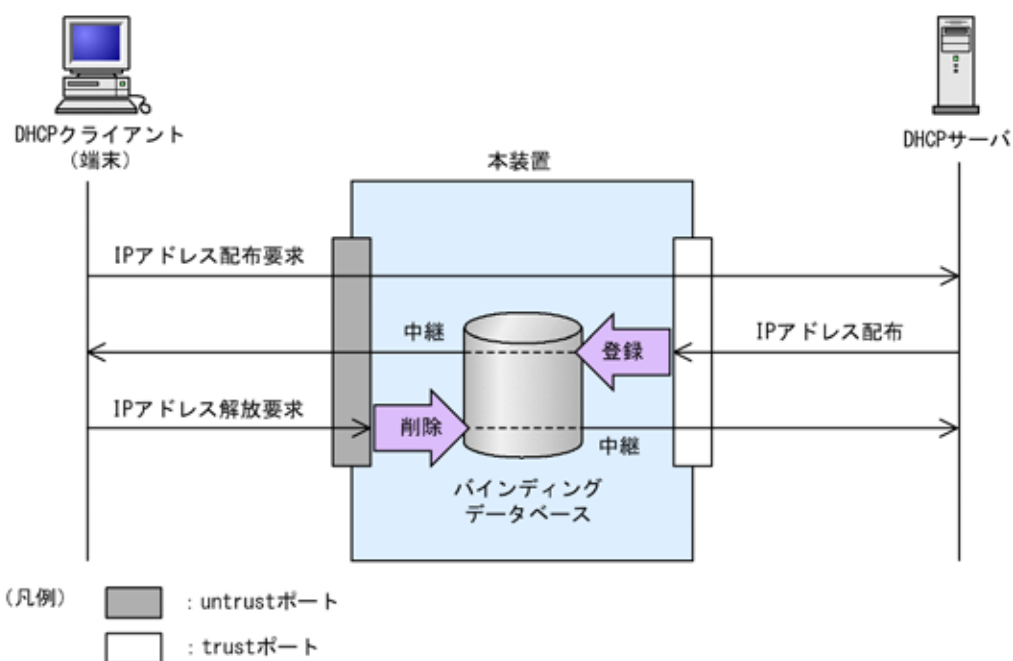 DHCPクライアント
(端末)
DHCPサーバ
本装置
IPアドレス配布要求
中継
登録
IPアドレス配布
IPアドレス解放要求
削除
中継
バインディング
データベース
(凡例)
:untrustポート
:trustポート